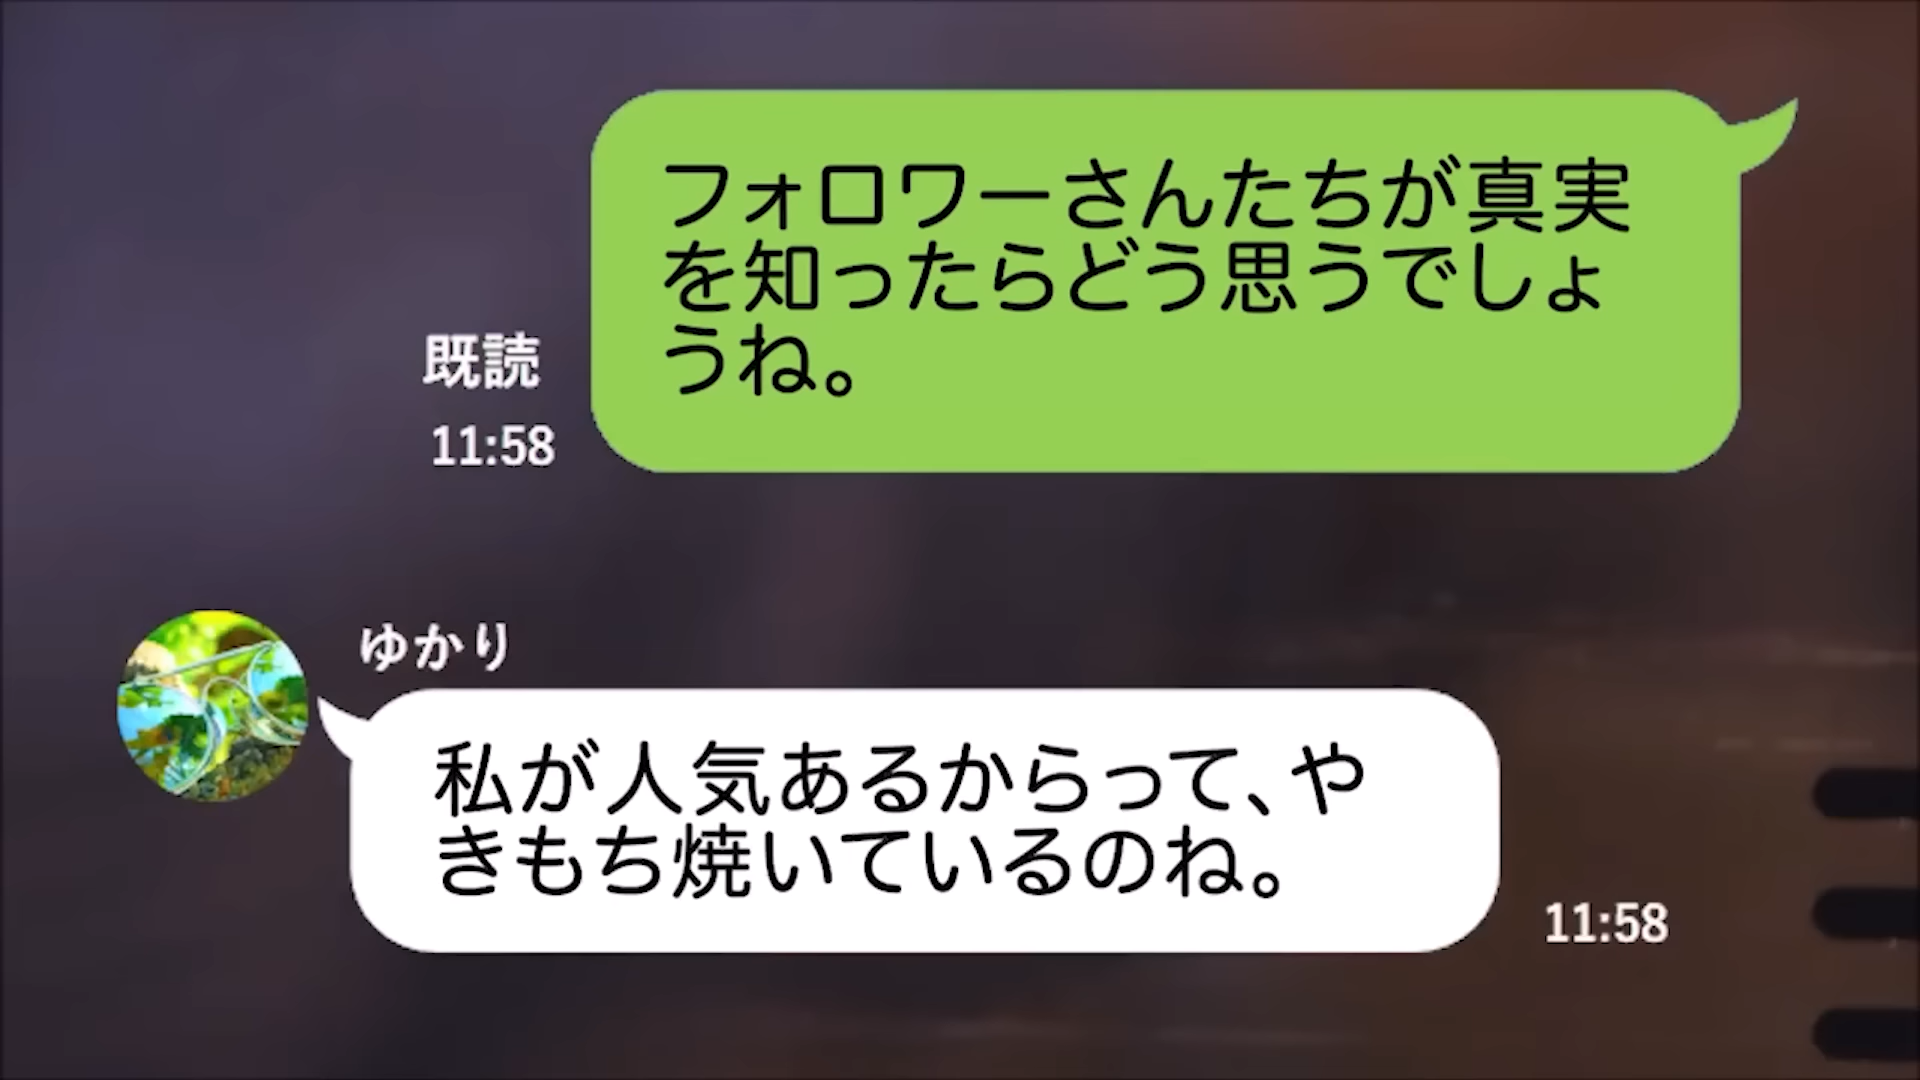 フォロワーさんたちが真実
を知ったらどう思うでしょ
うね。
既読
11:58
ゆかり
私が人気あるからって、や
きもち焼いているのね。
11:58